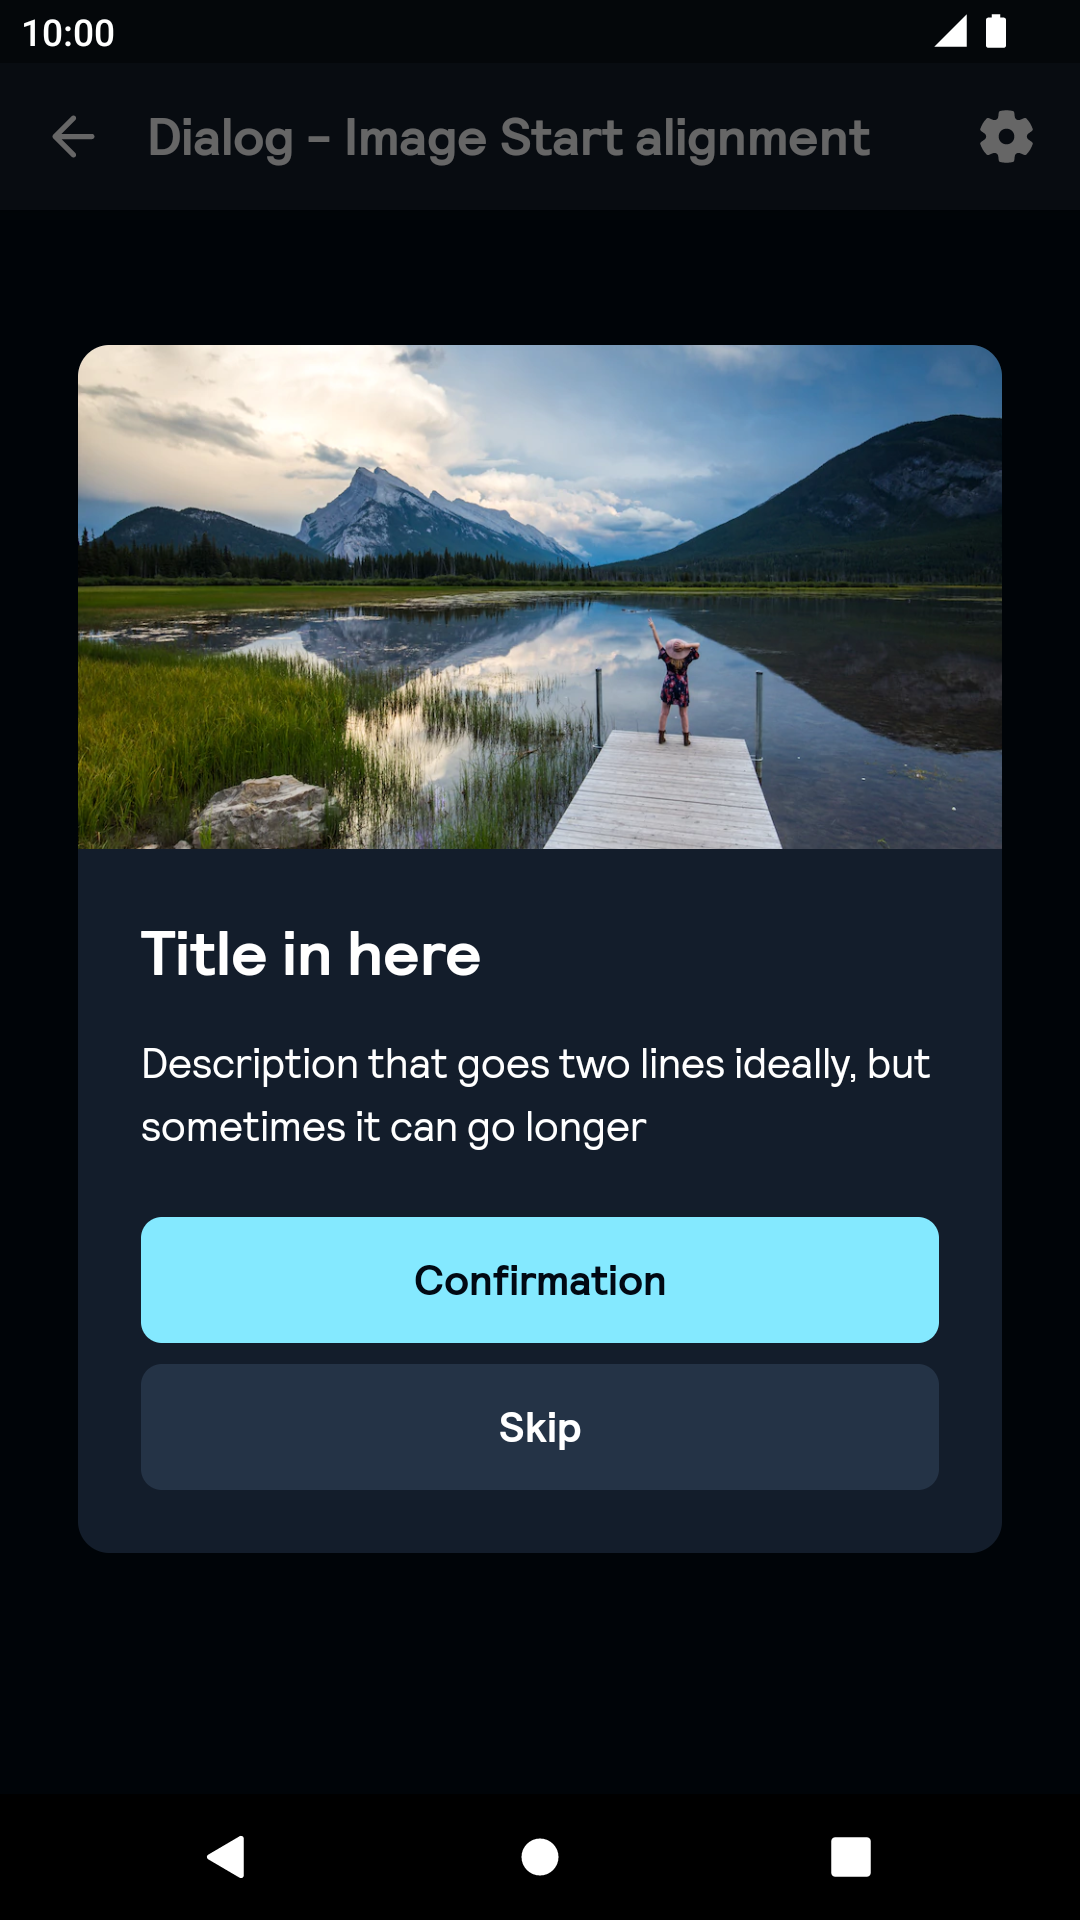 10:00
Dialog - Image Start alignment
Title in here
Description that goes two lines ideally, but
sometimes it can go longer
Confirmation
Skip